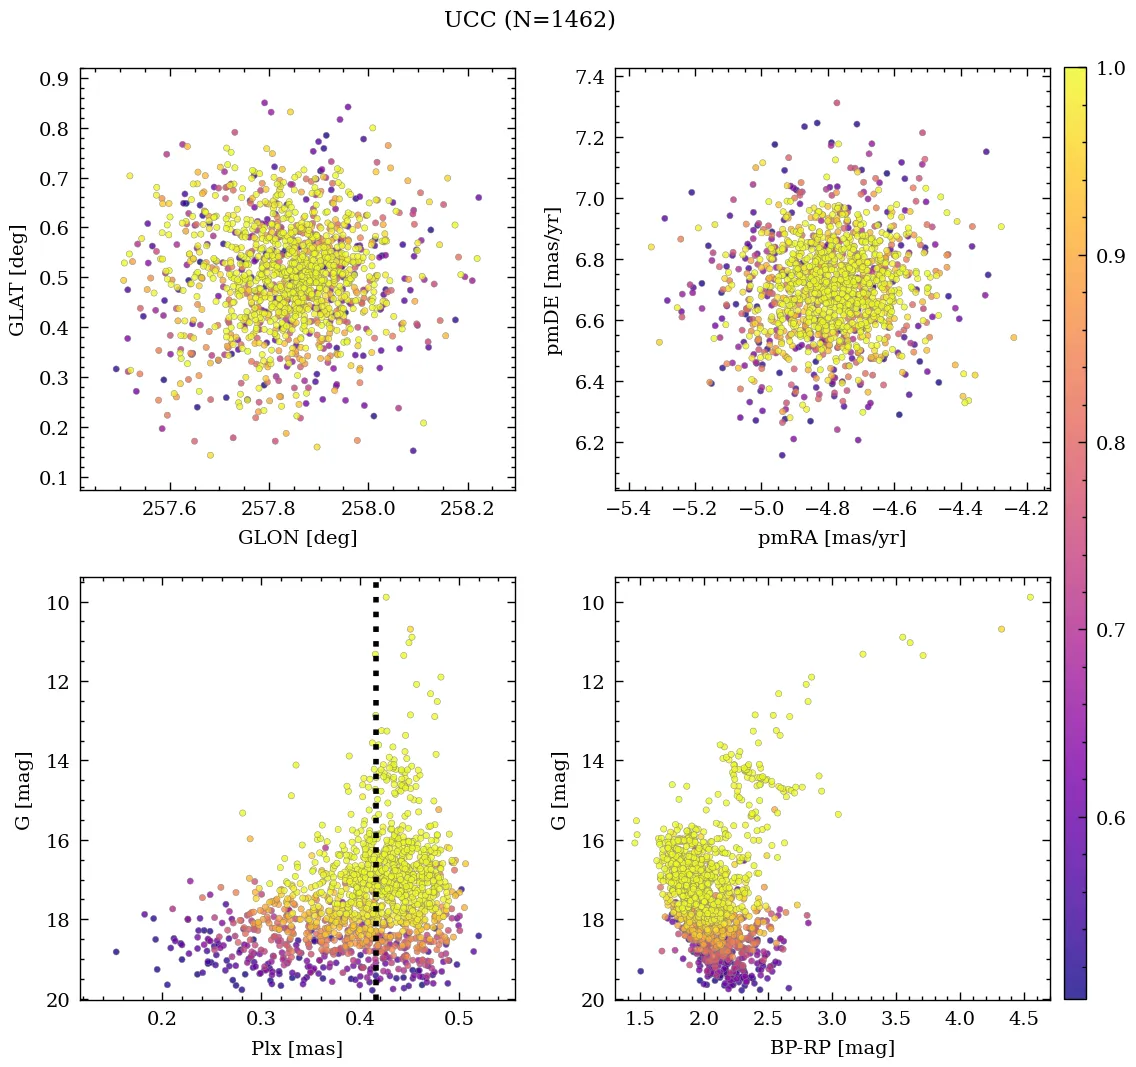 UCC (N=1462)
0.9
0.8
0.7
0.6
0.5
0.4
0.3
0.2
0.1
GLAT [deg]
257.6 257.8 258.0 258.2
GLON [deg]
7.4
7.2
7.0
6.8
6.6
6.4
6.2
pmDE [mas/yr]
−5.4 −5.2 −5.0 −4.8 −4.6 −4.4 −4.2
pmRA [mas/yr]
10
12
14
16
18
20
G [mag]
0.2 0.3 0.4 0.5
Plx [mas]
10
12
14
16
18
20
G [mag]
1.5 2.0 2.5 3.0 3.5 4.0 4.5
BP-RP [mag]
1.0
0.9
0.8
0.7
0.6